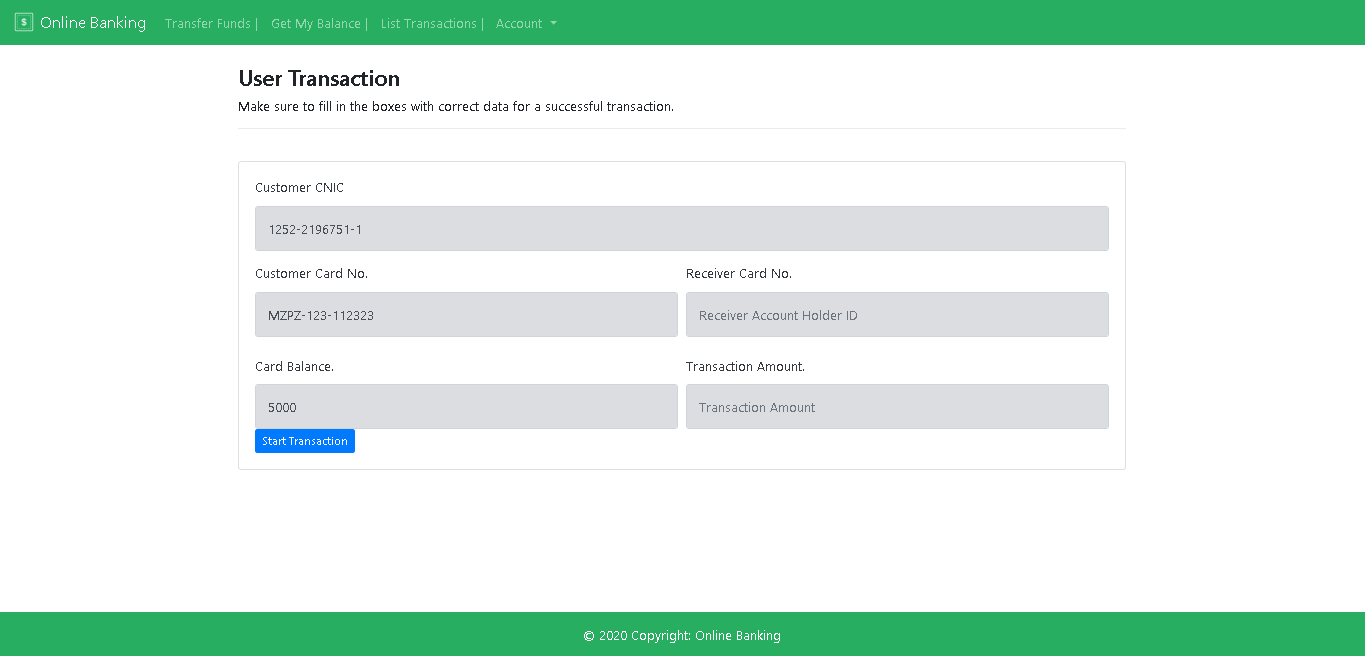 $ Online Banking Transfer Funds | Get My Balance | List Transactions | Account
User Transaction
Make sure to fill in the boxes with correct data for a successful transaction.
Customer CNIC
1252-2196751-1
Customer Card No. Receiver Card No.
MZPZ-123-112323 Receiver Account Holder ID
Card Balance. Transaction Amount.
5000 Transaction Amount
Start Transaction
© 2020 Copyright: Online Banking